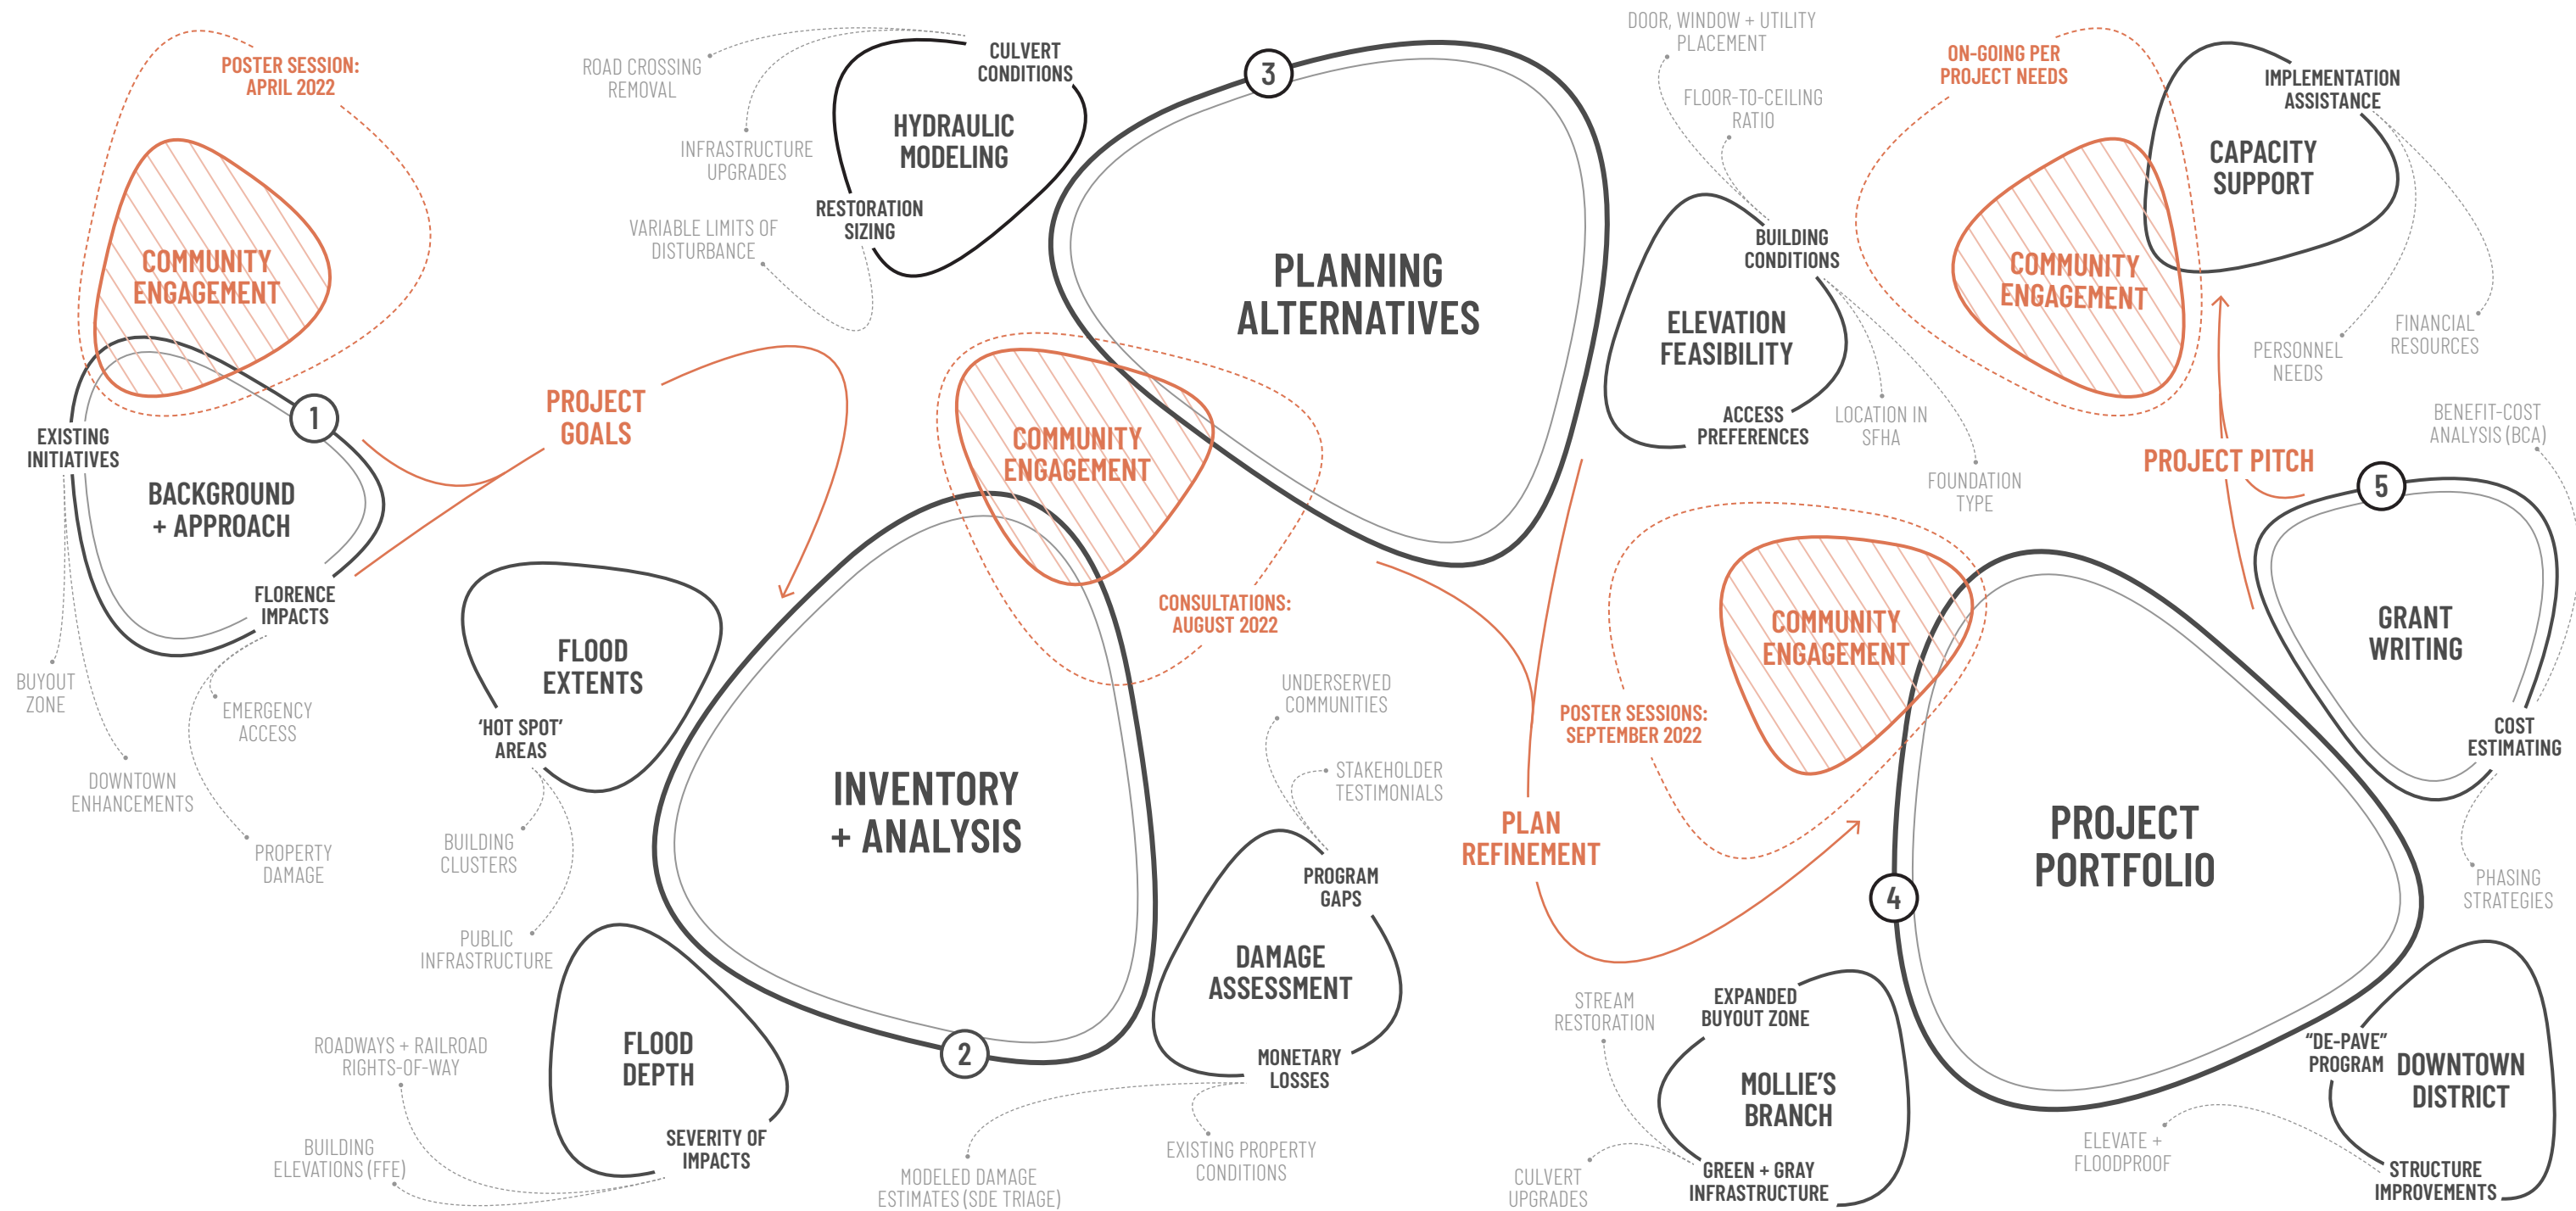 POSTER SESSION:
APRIL 2022
COMMUNITY
ENGAGEMENT
1
EXISTING
INITIATIVES
BACKGROUND
+ APPROACH
FLORENCE
IMPACTS
BUYOUT
ZONE
DOWNTOWN
ENHANCEMENTS
EMERGENCY
ACCESS
PROPERTY
DAMAGE
PROJECT
GOALS
ROAD CROSSING
REMOVAL
INFRASTRUCTURE
UPGRADES
VARIABLE LIMITS OF
DISTURBANCE
CULVERT
CONDITIONS
HYDRAULIC
MODELING
RESTORATION
SIZING
3
PLANNING
ALTERNATIVES
COMMUNITY
ENGAGEMENT
CONSULTATIONS:
AUGUST 2022
FLOOD
EXTENTS
‘HOT SPOT’
AREAS
BUILDING
CLUSTERS
PUBLIC
INFRASTRUCTURE
INVENTORY
+ ANALYSIS
2
FLOOD
DEPTH
SEVERITY OF
IMPACTS
ROADWAYS + RAILROAD
RIGHTS-OF-WAY
BUILDING
ELEVATIONS (FFE)
UNDERSERVED
COMMUNITIES
STAKEHOLDER
TESTIMONIALS
PROGRAM
GAPS
DAMAGE
ASSESSMENT
MONETARY
LOSSES
MODELED DAMAGE
ESTIMATES (SDE TRIAGE)
EXISTING PROPERTY
CONDITIONS
DOOR, WINDOW + UTILITY
PLACEMENT
FLOOR-TO-CEILING
RATIO
BUILDING
CONDITIONS
ELEVATION
FEASIBILITY
ACCESS
PREFERENCES
LOCATION IN
SFHA
FOUNDATION
TYPE
PLAN
REFINEMENT
POSTER SESSIONS:
SEPTEMBER 2022
COMMUNITY
ENGAGEMENT
4
PROJECT
PORTFOLIO
STREAM
RESTORATION
EXPANDED
BUYOUT ZONE
MOLLIE’S
BRANCH
GREEN + GRAY
INFRASTRUCTURE
CULVERT
UPGRADES
“DE-PAVE”
PROGRAM
DOWNTOWN
DISTRICT
ELEVATE +
FLOODPROOF
STRUCTURE
IMPROVEMENTS
ON-GOING PER
PROJECT NEEDS
COMMUNITY
ENGAGEMENT
IMPLEMENTATION
ASSISTANCE
CAPACITY
SUPPORT
PERSONNEL
NEEDS
FINANCIAL
RESOURCES
PROJECT PITCH
BENEFIT-COST
ANALYSIS (BCA)
5
GRANT
WRITING
COST
ESTIMATING
PHASING
STRATEGIES